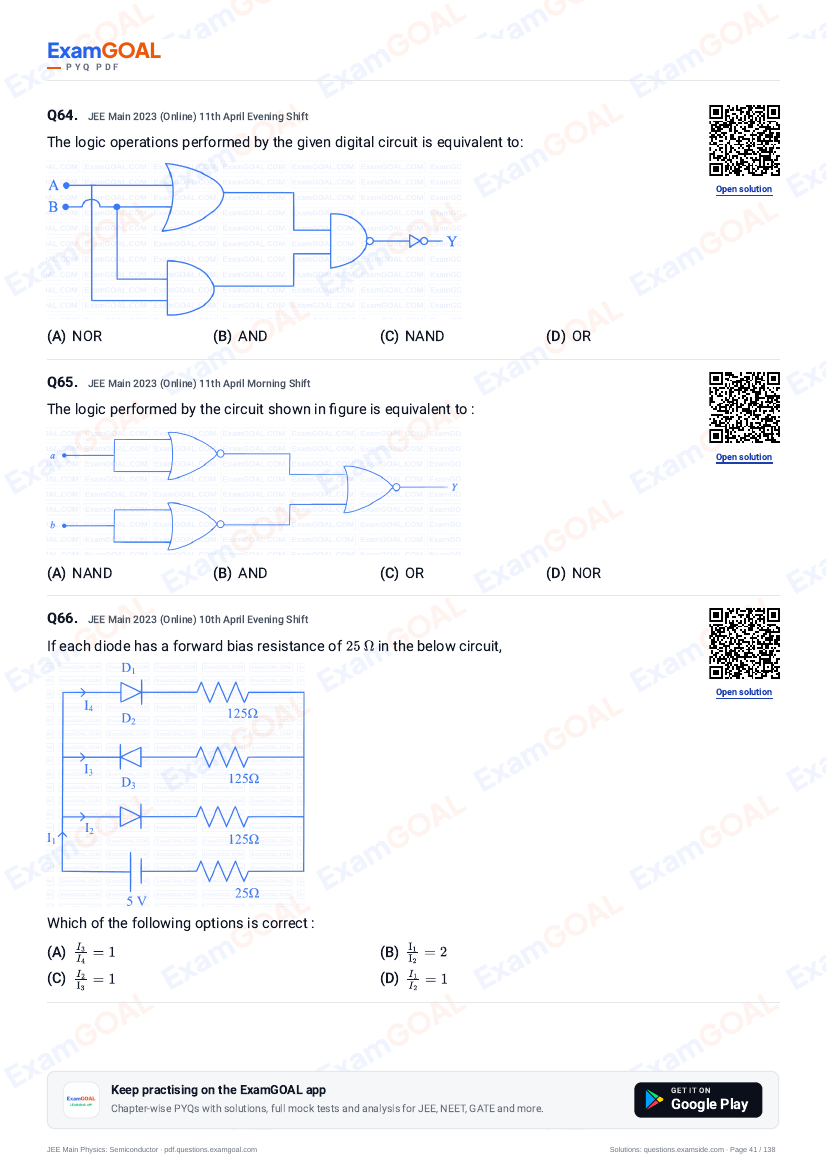 ExamGOAL
PYQ PDF
Q64. JEE Main 2023 (Online) 11th April Evening Shift
The logic operations performed by the given digital circuit is equivalent to:
Open solution
A
B
Y
(A) NOR (B) AND (C) NAND (D) OR
Q65. JEE Main 2023 (Online) 11th April Morning Shift
The logic performed by the circuit shown in figure is equivalent to :
Open solution
a
Y
b
(A) NAND (B) AND (C) OR (D) NOR
Q66. JEE Main 2023 (Online) 10th April Evening Shift
If each diode has a forward bias resistance of 25 Ω in the below circuit,
Open solution
D₁
I₄
125Ω
D₂
I₃
125Ω
D₃
I₂
125Ω
I₁
25Ω
5 V
Which of the following options is correct :
(A) I₃/I₄ = 1 (B) I₁/I₂ = 2
(C) I₂/I₃ = 1 (D) I₁/I₂ = 1
Keep practising on the ExamGOAL app
Chapter-wise PYQs with solutions, full mock tests and analysis for JEE, NEET, GATE and more.
GET IT ON
Google Play
JEE Main Physics: Semiconductor · pdf.questions.examgoal.com
Solutions: questions.examside.com · Page 41 / 138